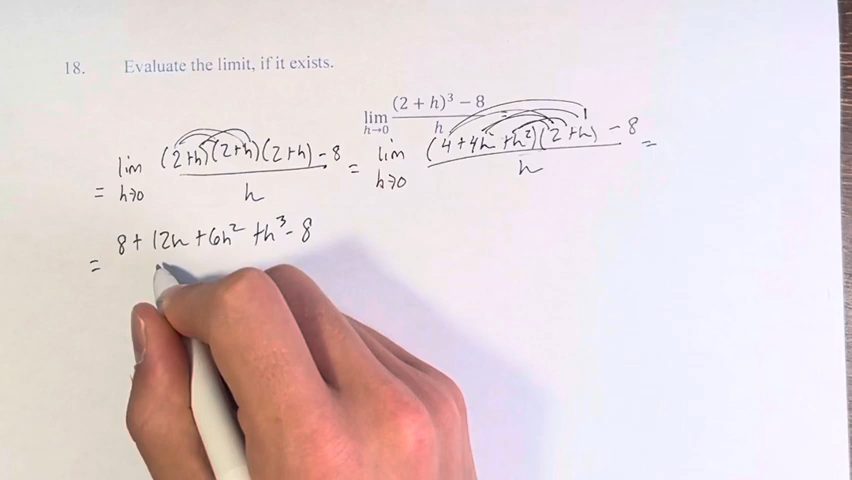 18. Evaluate the limit, if it exists.
lim h→0 (2 + h)³ − 8 / h =
= lim h→0 (2+h)(2+h)(2+h) − 8 / h = lim h→0 (4+4h+h²)(2+h) − 8 / h =
= 8 + 12h + 6h² + h³ − 8